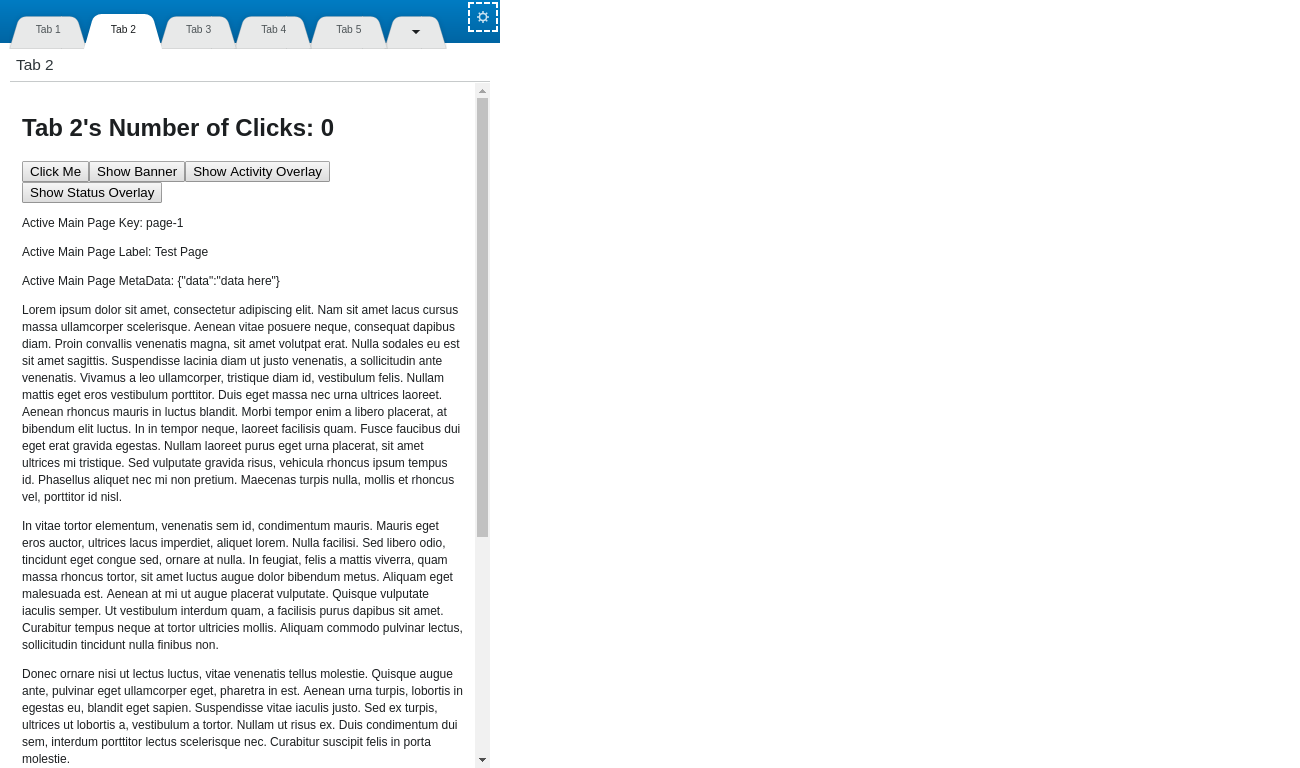 Tab 1 Tab 2 Tab 3 Tab 4 Tab 5
Tab 2
Tab 2's Number of Clicks: 0
Click Me Show Banner Show Activity Overlay
Show Status Overlay
Active Main Page Key: page-1
Active Main Page Label: Test Page
Active Main Page MetaData: {"data":"data here"}
Lorem ipsum dolor sit amet, consectetur adipiscing elit. Nam sit amet lacus cursus
massa ullamcorper scelerisque. Aenean vitae posuere neque, consequat dapibus
diam. Proin convallis venenatis magna, sit amet volutpat erat. Nulla sodales eu est
sit amet sagittis. Suspendisse lacinia diam ut justo venenatis, a sollicitudin ante
venenatis. Vivamus a leo ullamcorper, tristique diam id, vestibulum felis. Nullam
mattis eget eros vestibulum porttitor. Duis eget massa nec urna ultrices laoreet.
Aenean rhoncus mauris in luctus blandit. Morbi tempor enim a libero placerat, at
bibendum elit luctus. In in tempor neque, laoreet facilisis quam. Fusce faucibus dui
eget erat gravida egestas. Nullam laoreet purus eget urna placerat, sit amet
ultrices mi tristique. Sed vulputate gravida risus, vehicula rhoncus ipsum tempus
id. Phasellus aliquet nec mi non pretium. Maecenas turpis nulla, mollis et rhoncus
vel, porttitor id nisl.
In vitae tortor elementum, venenatis sem id, condimentum mauris. Mauris eget
eros auctor, ultrices lacus imperdiet, aliquet lorem. Nulla facilisi. Sed libero odio,
tincidunt eget congue sed, ornare at nulla. In feugiat, felis a mattis viverra, quam
massa rhoncus tortor, sit amet luctus augue dolor bibendum metus. Aliquam eget
malesuada est. Aenean at mi ut augue placerat vulputate. Quisque vulputate
iaculis semper. Ut vestibulum interdum quam, a facilisis purus dapibus sit amet.
Curabitur tempus neque at tortor ultricies mollis. Aliquam commodo pulvinar lectus,
sollicitudin tincidunt nulla finibus non.
Donec ornare nisi ut lectus luctus, vitae venenatis tellus molestie. Quisque augue
ante, pulvinar eget ullamcorper eget, pharetra in est. Aenean urna turpis, lobortis in
egestas eu, blandit eget sapien. Suspendisse vitae iaculis justo. Sed ex turpis,
ultrices ut lobortis a, vestibulum a tortor. Nullam ut risus ex. Duis condimentum dui
sem, interdum porttitor lectus scelerisque nec. Curabitur suscipit felis in porta
molestie.